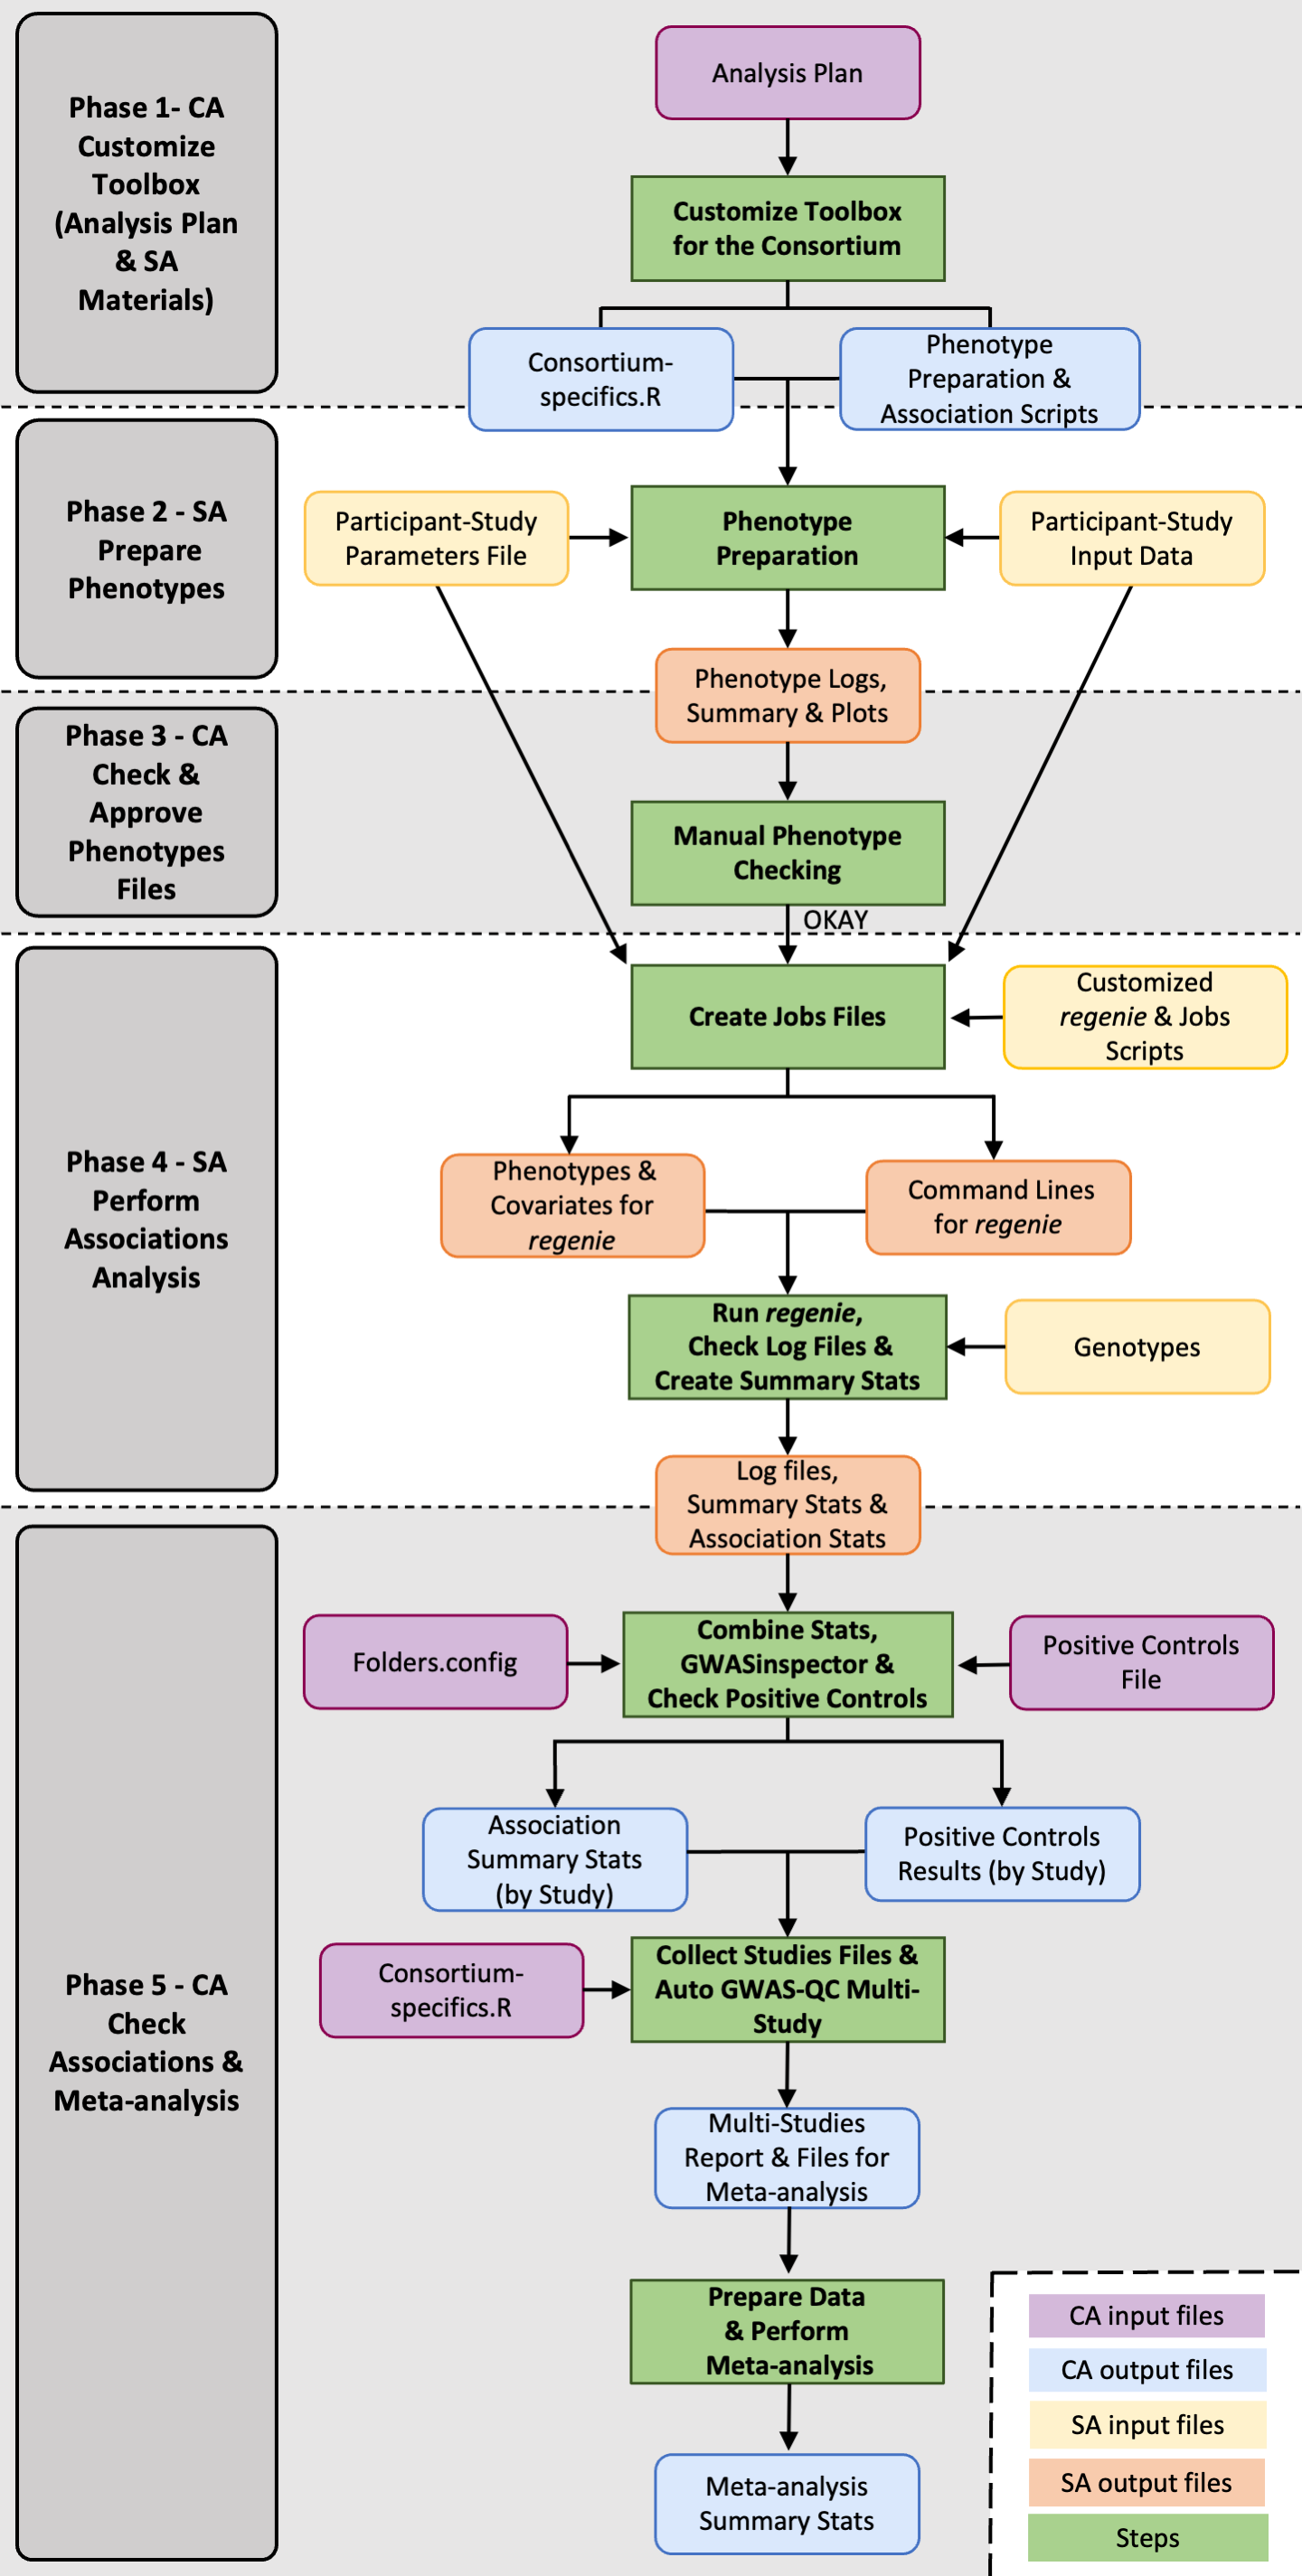 Phase 1- CA
Customize
Toolbox
(Analysis Plan
& SA
Materials)
Analysis Plan
Customize Toolbox
for the Consortium
Consortium-
specifics.R
Phenotype
Preparation &
Association Scripts
Phase 2 - SA
Prepare
Phenotypes
Participant-Study
Parameters File
Phenotype
Preparation
Participant-Study
Input Data
Phenotype Logs,
Summary & Plots
Phase 3 - CA
Check &
Approve
Phenotypes
Files
Manual Phenotype
Checking
OKAY
Phase 4 - SA
Perform
Associations
Analysis
Create Jobs Files
Customized
regenie & Jobs
Scripts
Phenotypes &
Covariates for
regenie
Command Lines
for regenie
Run regenie,
Check Log Files &
Create Summary Stats
Genotypes
Log files,
Summary Stats &
Association Stats
Phase 5 - CA
Check
Associations &
Meta-analysis
Folders.config
Combine Stats,
GWASinspector &
Check Positive Controls
Positive Controls
File
Association
Summary Stats
(by Study)
Positive Controls
Results (by Study)
Consortium-
specifics.R
Collect Studies Files &
Auto GWAS-QC Multi-
Study
Multi-Studies
Report & Files for
Meta-analysis
Prepare Data
& Perform
Meta-analysis
Meta-analysis
Summary Stats
CA input files
CA output files
SA input files
SA output files
Steps